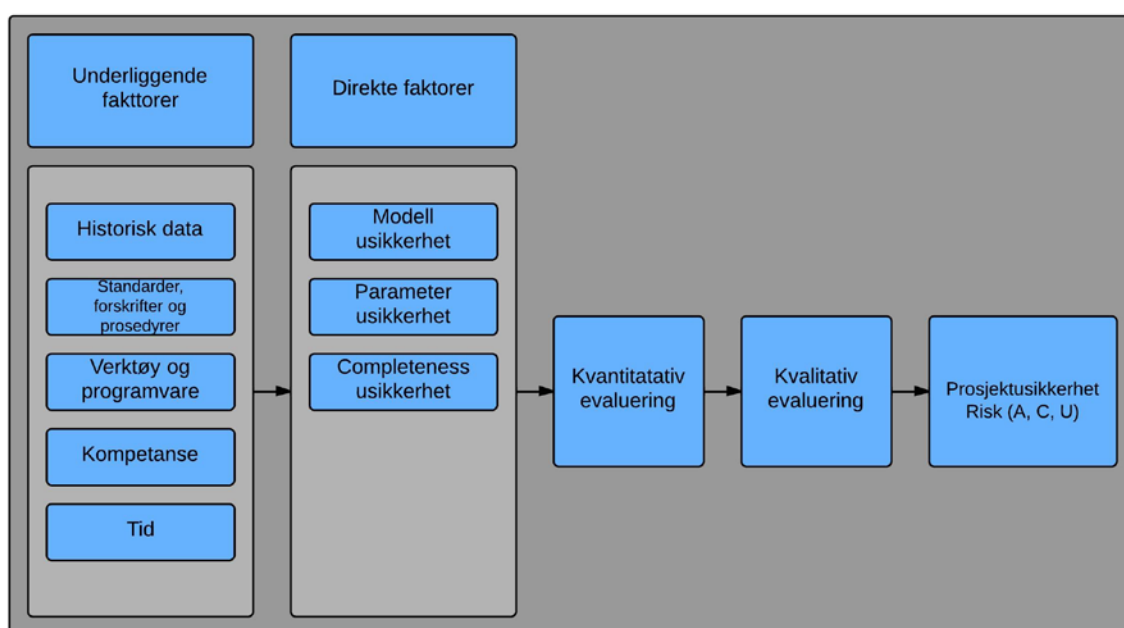 Underliggende
fakttorer
Direkte faktorer
Historisk data
Standarder,
forskrifter og
prosedyrer
Verktøy og
programvare
Kompetanse
Tid
Modell
usikkerhet
Parameter
usikkerhet
Completeness
usikkerhet
Kvantitatativ
evaluering
Kvalitativ
evaluering
Prosjektusikkerhet
Risk (A, C, U)